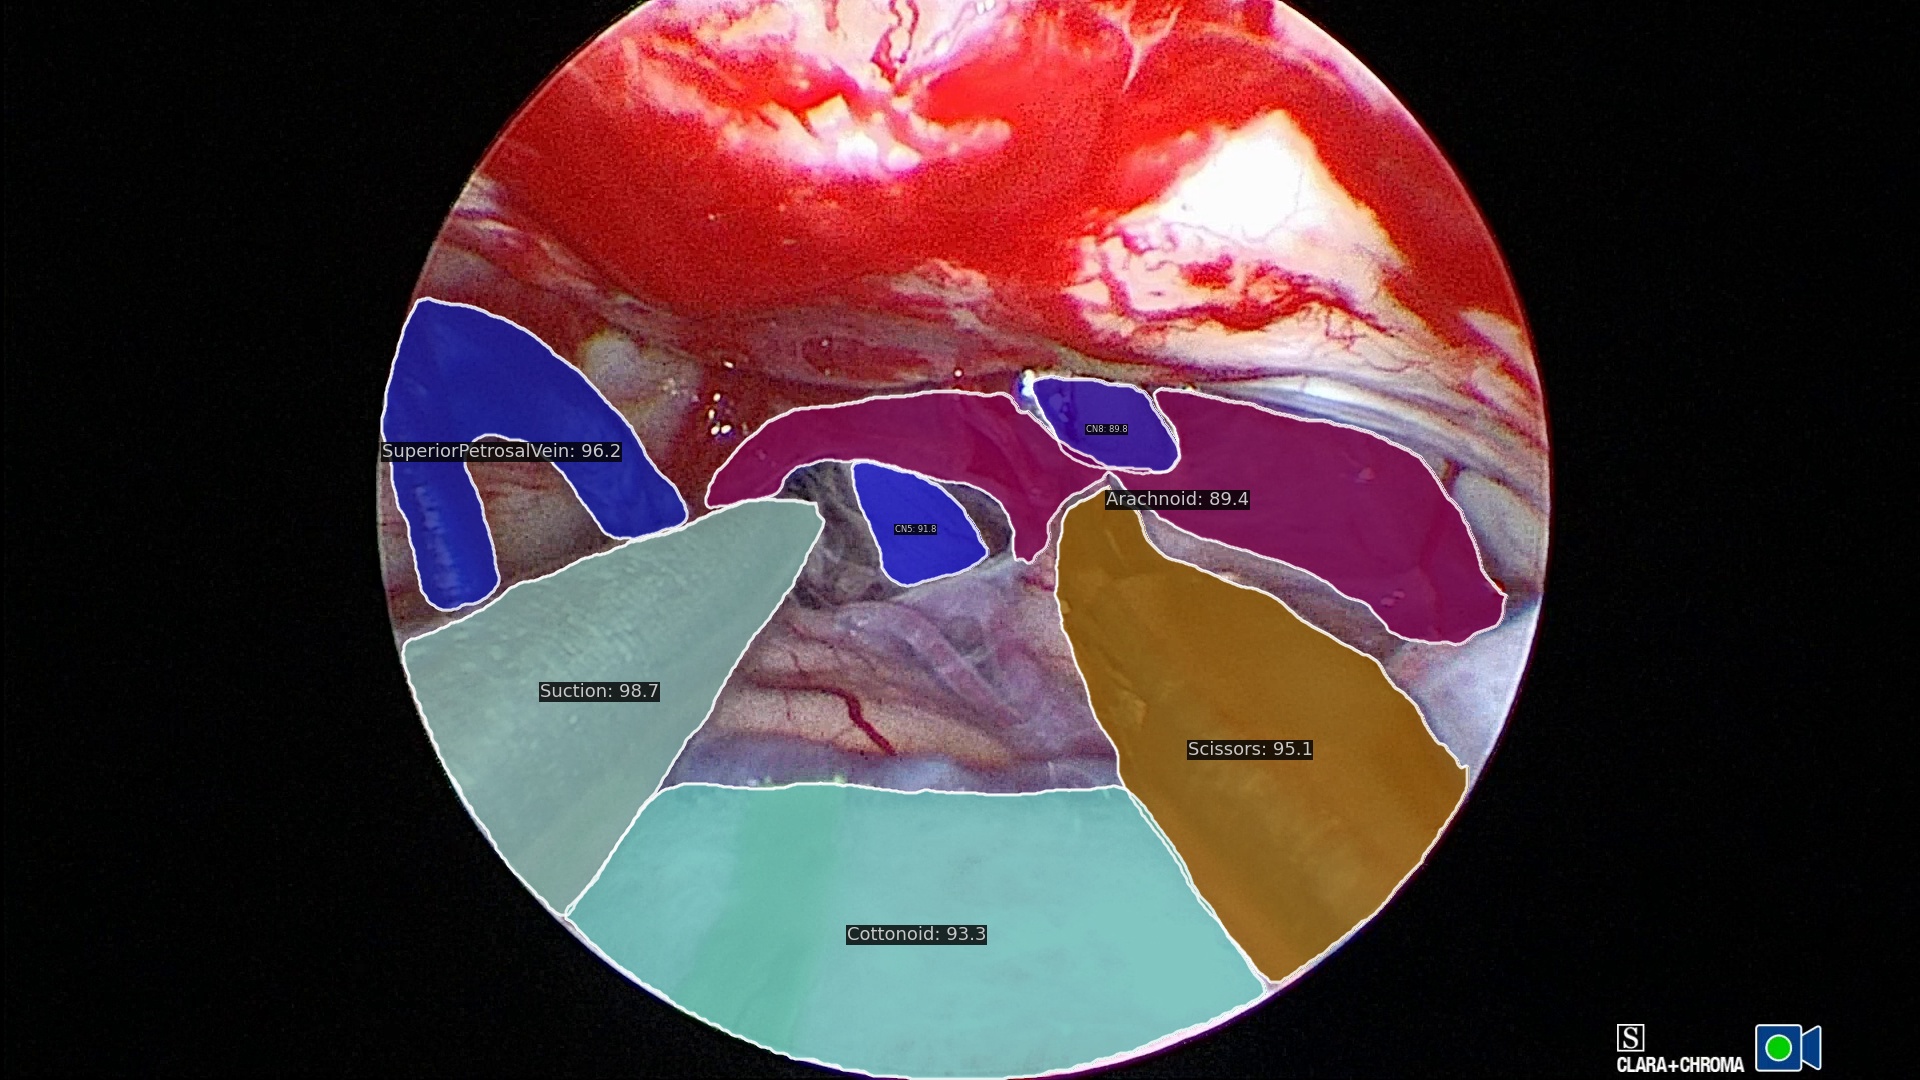 CN8: 89.8
SuperiorPetrosalVein: 96.2
Arachnoid: 89.4
CN5: 91.8
Suction: 98.7
Scissors: 95.1
Cottonoid: 93.3
S
CLARA+CHROMA